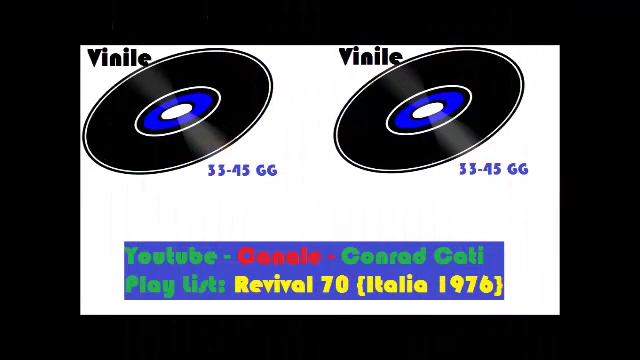 Vinile
Vinile
33-45 GG
33-45 GG
Youtube - Canale - Conrad Cati
Play List: Revival 70 {Italia 1976}